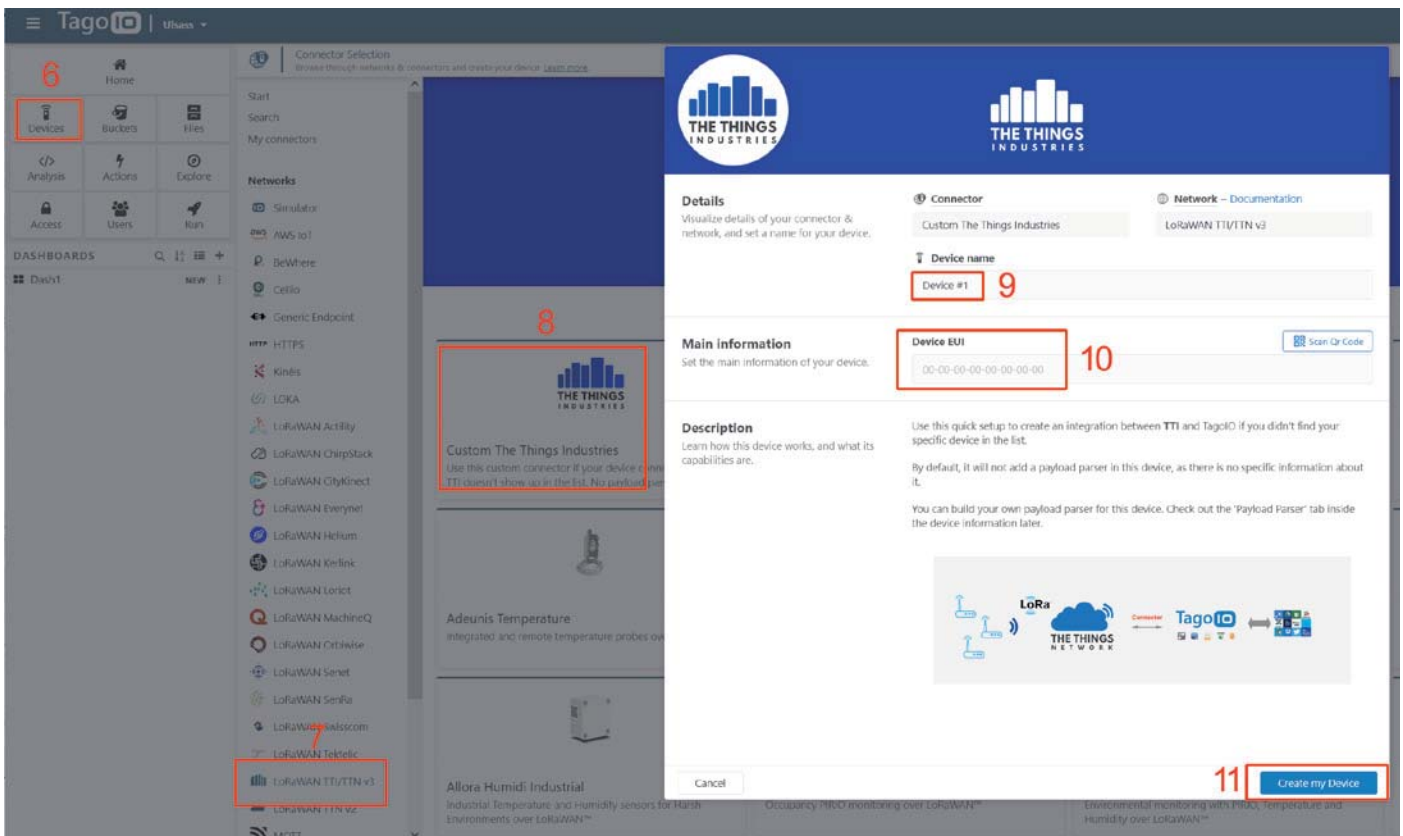 TagoIO | Ulsass
6
Home
Devices
Buckets
Files
Analysis
Actions
Explore
Access
Users
Run
DASHBOARDS
Dash1
NEW
Connector Selection
Browse through networks & connectors and create your device. Learn more.
Start
Search
My connectors
Networks
Simulator
AWS IoT
BeWhere
Cellio
Generic Endpoint
HTTP HTTPS
Kinéis
LOKA
LoRaWAN Actility
LoRaWAN ChirpStack
LoRaWAN CityKinect
LoRaWAN Everynet
LoRaWAN Helium
LoRaWAN Kerlink
LoRaWAN Loriot
LoRaWAN MachineQ
LoRaWAN Orbiwise
LoRaWAN Senet
LoRaWAN SenRa
LoRaWAN Swisscom
7
LoRaWAN Tektelic
LoRaWAN TTI/TTN v3
LoRaWAN TTN v2
MQTT
8
THE THINGS
INDUSTRIES
Custom The Things Industries
Use this custom connector if your device
TTI doesn't show up in the list. No payload
Adeunis Temperature
Integrated and remote temperature probes
Allora Humidi Industrial
Industrial Temperature and Humidity sensors for Harsh
Environments over LoRaWAN™
Occupancy PIR/O monitoring over LoRaWAN™
Environmental monitoring with PIR/O, Temperature and
Humidity over LoRaWAN™
THE THINGS
INDUSTRIES
THE THINGS
INDUSTRIES
Details
Visualize details of your connector &
network, and set a name for your device.
Connector
Custom The Things Industries
Network – Documentation
LoRaWAN TTI/TTN v3
Device name
Device #1
9
Main information
Set the main information of your device.
Device EUI
00-00-00-00-00-00-00-00
10
Scan Qr Code
Description
Learn how this device works, and what its
capabilities are.
Use this quick setup to create an integration between TTI and TagoIO if you didn't find your
specific device in the list.
By default, it will not add a payload parser in this device, as there is no specific information about
it.
You can build your own payload parser for this device. Check out the 'Payload Parser' tab inside
the device information later.
LoRa
THE THINGS
NETWORK
Connector
TagoIO
Cancel
11
Create my Device